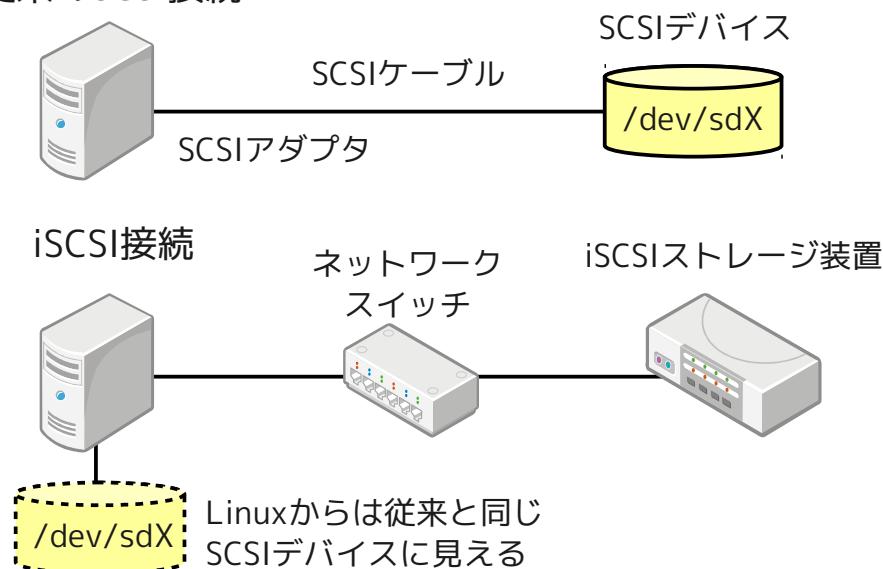 SCSIデバイス
SCSIケーブル
/dev/sdX
SCSIアダプタ
iSCSI接続
ネットワーク
スイッチ
iSCSIストレージ装置
/dev/sdX
Linuxからは従来と同じ
SCSIデバイスに見える